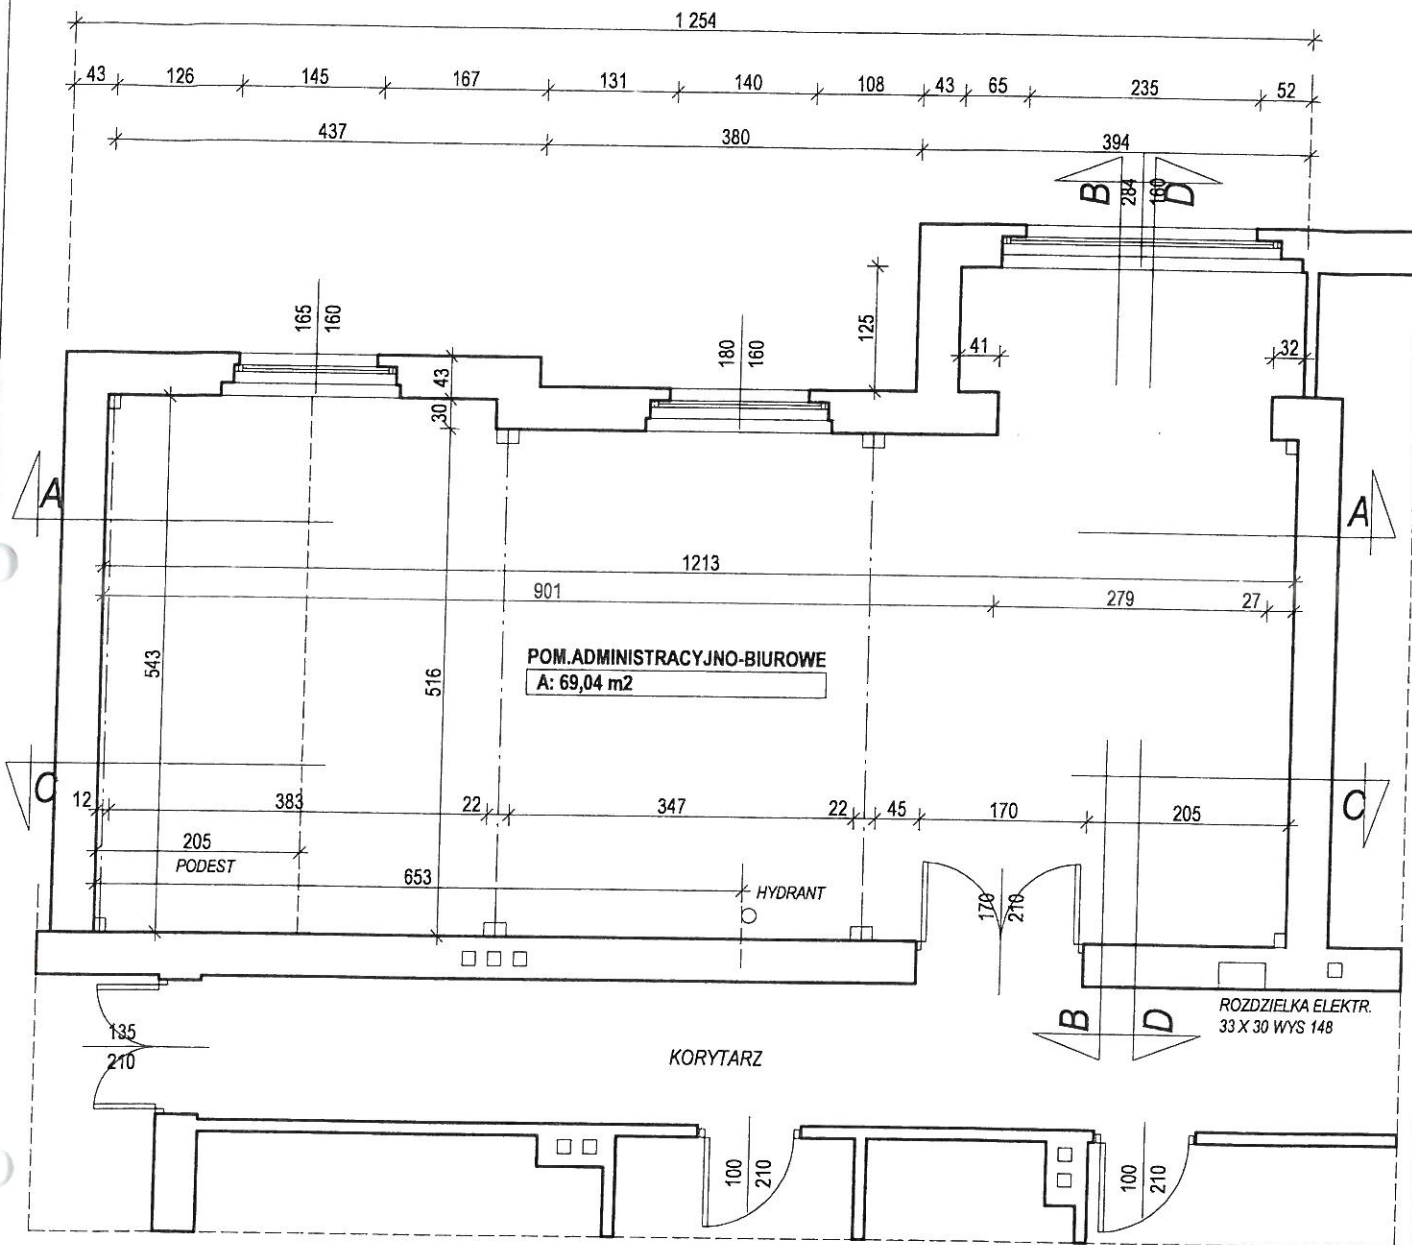 1 254
43 126 145 167 131 140 108 43 65 235 52
437 380 394
B 284 160 D
165 160
180 160
125
43
30
41
32
A
A
1213
901 279 27
543
516
POM.ADMINISTRACYJNO-BIUROWE
A: 69,04 m2
C
C
12 383 22 347 22 45 170 205
205
PODEST
653
HYDRANT
170 210
ROZDZIELKA ELEKTR.
33 X 30 WYS 148
B D
135
210
KORYTARZ
100 210
100 210